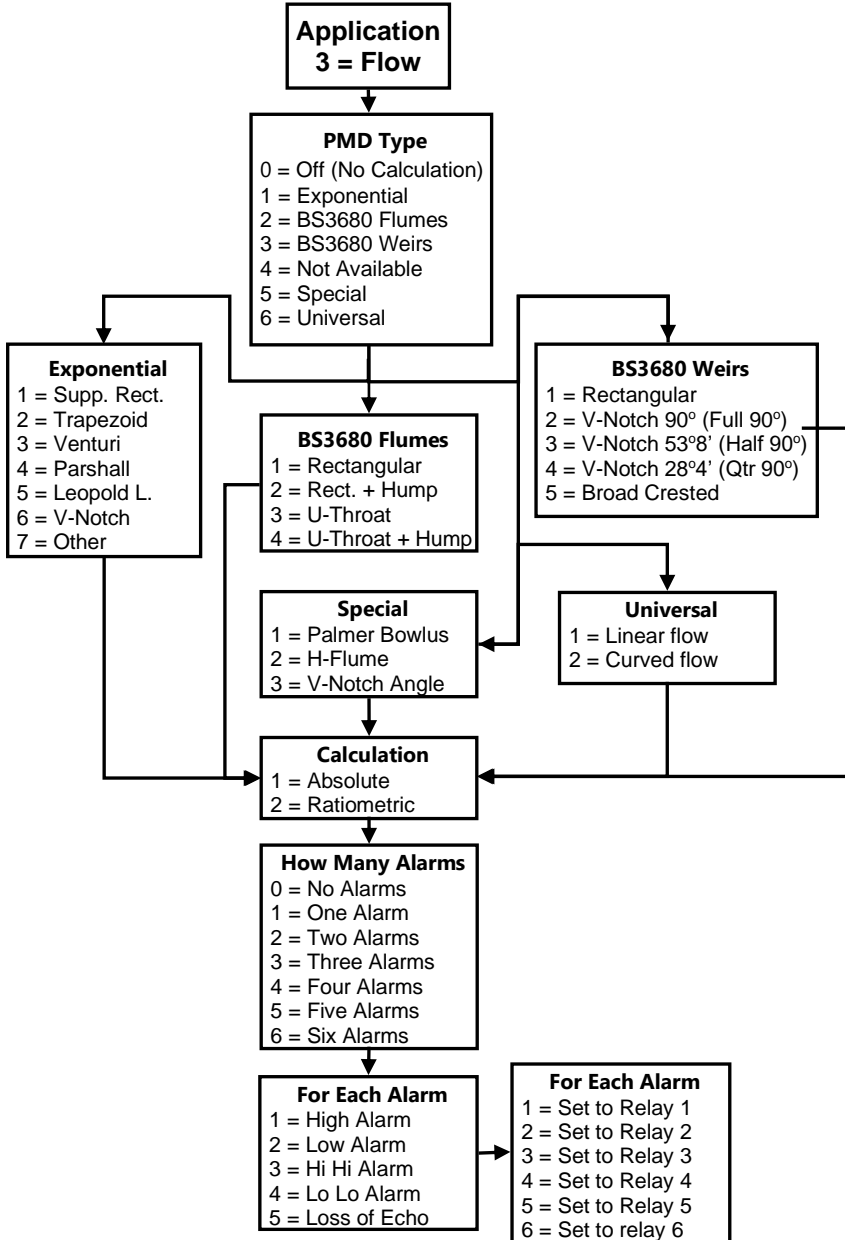 Application
3 = Flow
PMD Type
0 = Off (No Calculation)
1 = Exponential
2 = BS3680 Flumes
3 = BS3680 Weirs
4 = Not Available
5 = Special
6 = Universal
Exponential
1 = Supp. Rect.
2 = Trapezoid
3 = Venturi
4 = Parshall
5 = Leopold L.
6 = V-Notch
7 = Other
BS3680 Flumes
1 = Rectangular
2 = Rect. + Hump
3 = U-Throat
4 = U-Throat + Hump
BS3680 Weirs
1 = Rectangular
2 = V-Notch 90º (Full 90º)
3 = V-Notch 53º8’ (Half 90º)
4 = V-Notch 28º4’ (Qtr 90º)
5 = Broad Crested
Special
1 = Palmer Bowlus
2 = H-Flume
3 = V-Notch Angle
Universal
1 = Linear flow
2 = Curved flow
Calculation
1 = Absolute
2 = Ratiometric
How Many Alarms
0 = No Alarms
1 = One Alarm
2 = Two Alarms
3 = Three Alarms
4 = Four Alarms
5 = Five Alarms
6 = Six Alarms
For Each Alarm
1 = High Alarm
2 = Low Alarm
3 = Hi Hi Alarm
4 = Lo Lo Alarm
5 = Loss of Echo
For Each Alarm
1 = Set to Relay 1
2 = Set to Relay 2
3 = Set to Relay 3
4 = Set to Relay 4
5 = Set to Relay 5
6 = Set to relay 6